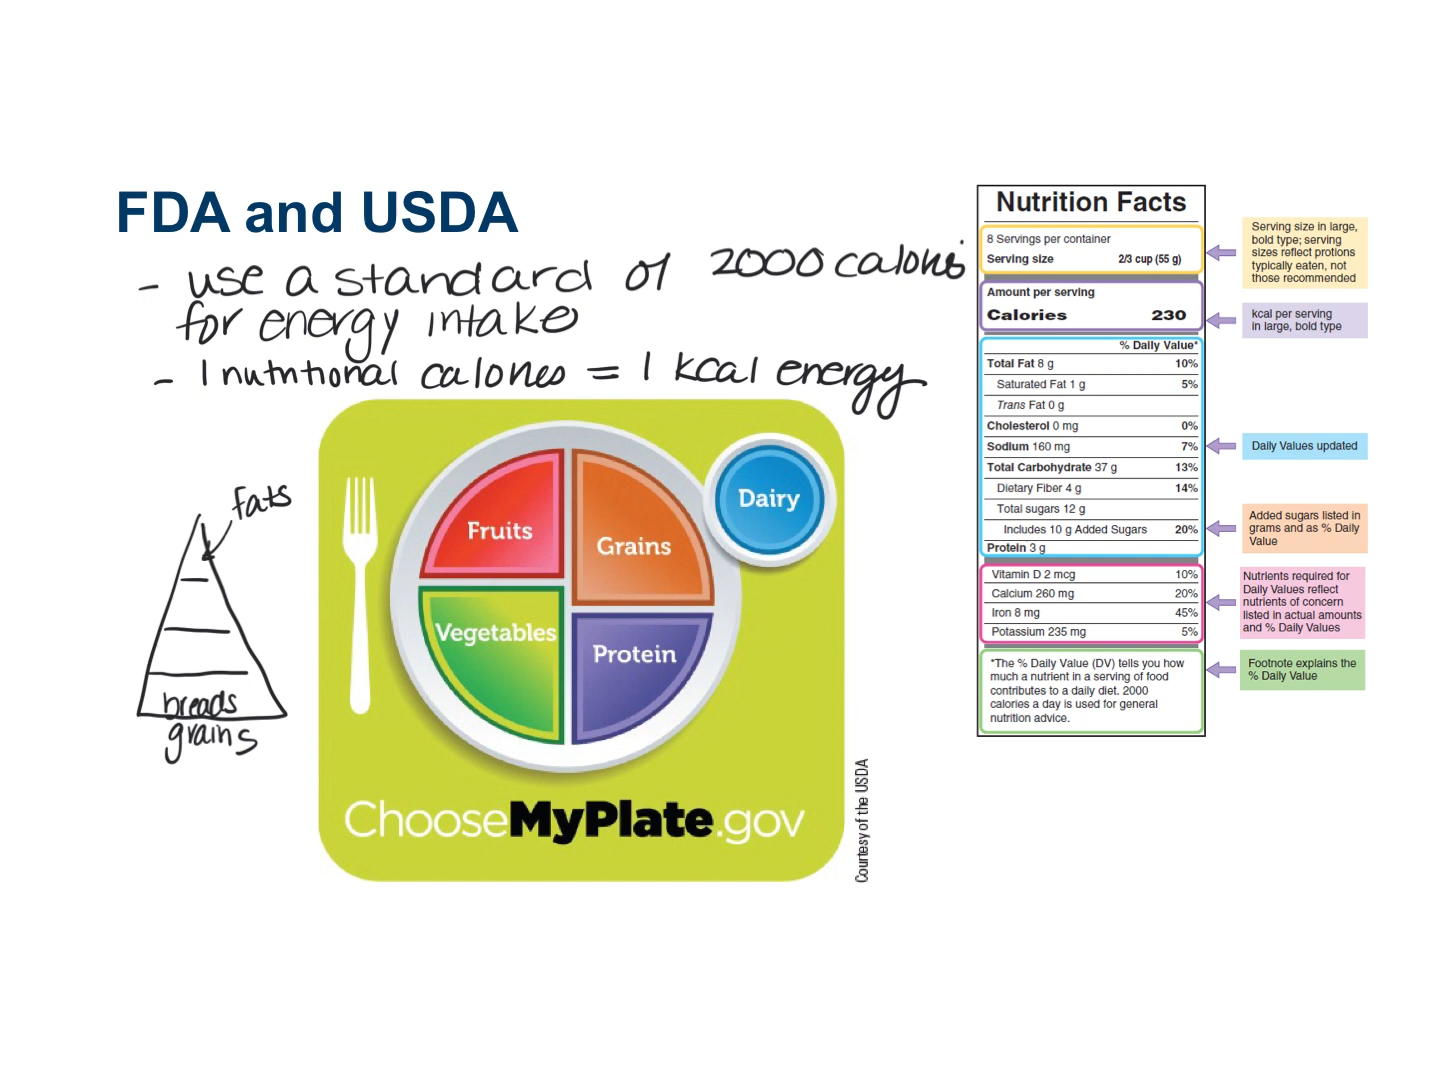 FDA and USDA
- use a standard of 2000 calories
for energy intake
- 1 nutritional calories = 1 kcal energy
fats
breads
grains
Fruits
Grains
Dairy
Vegetables
Protein
ChooseMyPlate.gov
Courtesy of the USDA
Nutrition Facts
8 Servings per container
Serving size 2/3 cup (55 g)
Amount per serving
Calories 230
% Daily Value*
Total Fat 8 g 10%
Saturated Fat 1 g 5%
Trans Fat 0 g
Cholesterol 0 mg 0%
Sodium 160 mg 7%
Total Carbohydrate 37 g 13%
Dietary Fiber 4 g 14%
Total sugars 12 g
Includes 10 g Added Sugars 20%
Protein 3 g
Vitamin D 2 mcg 10%
Calcium 260 mg 20%
Iron 8 mg 45%
Potassium 235 mg 5%
*The % Daily Value (DV) tells you how
much a nutrient in a serving of food
contributes to a daily diet. 2000
calories a day is used for general
nutrition advice.
Serving size in large,
bold type; serving
sizes reflect protions
typically eaten, not
those recommended
kcal per serving
in large, bold type
Daily Values updated
Added sugars listed in
grams and as % Daily
Value
Nutrients required for
Daily Values reflect
nutrients of concern
listed in actual amounts
and % Daily Values
Footnote explains the
% Daily Value